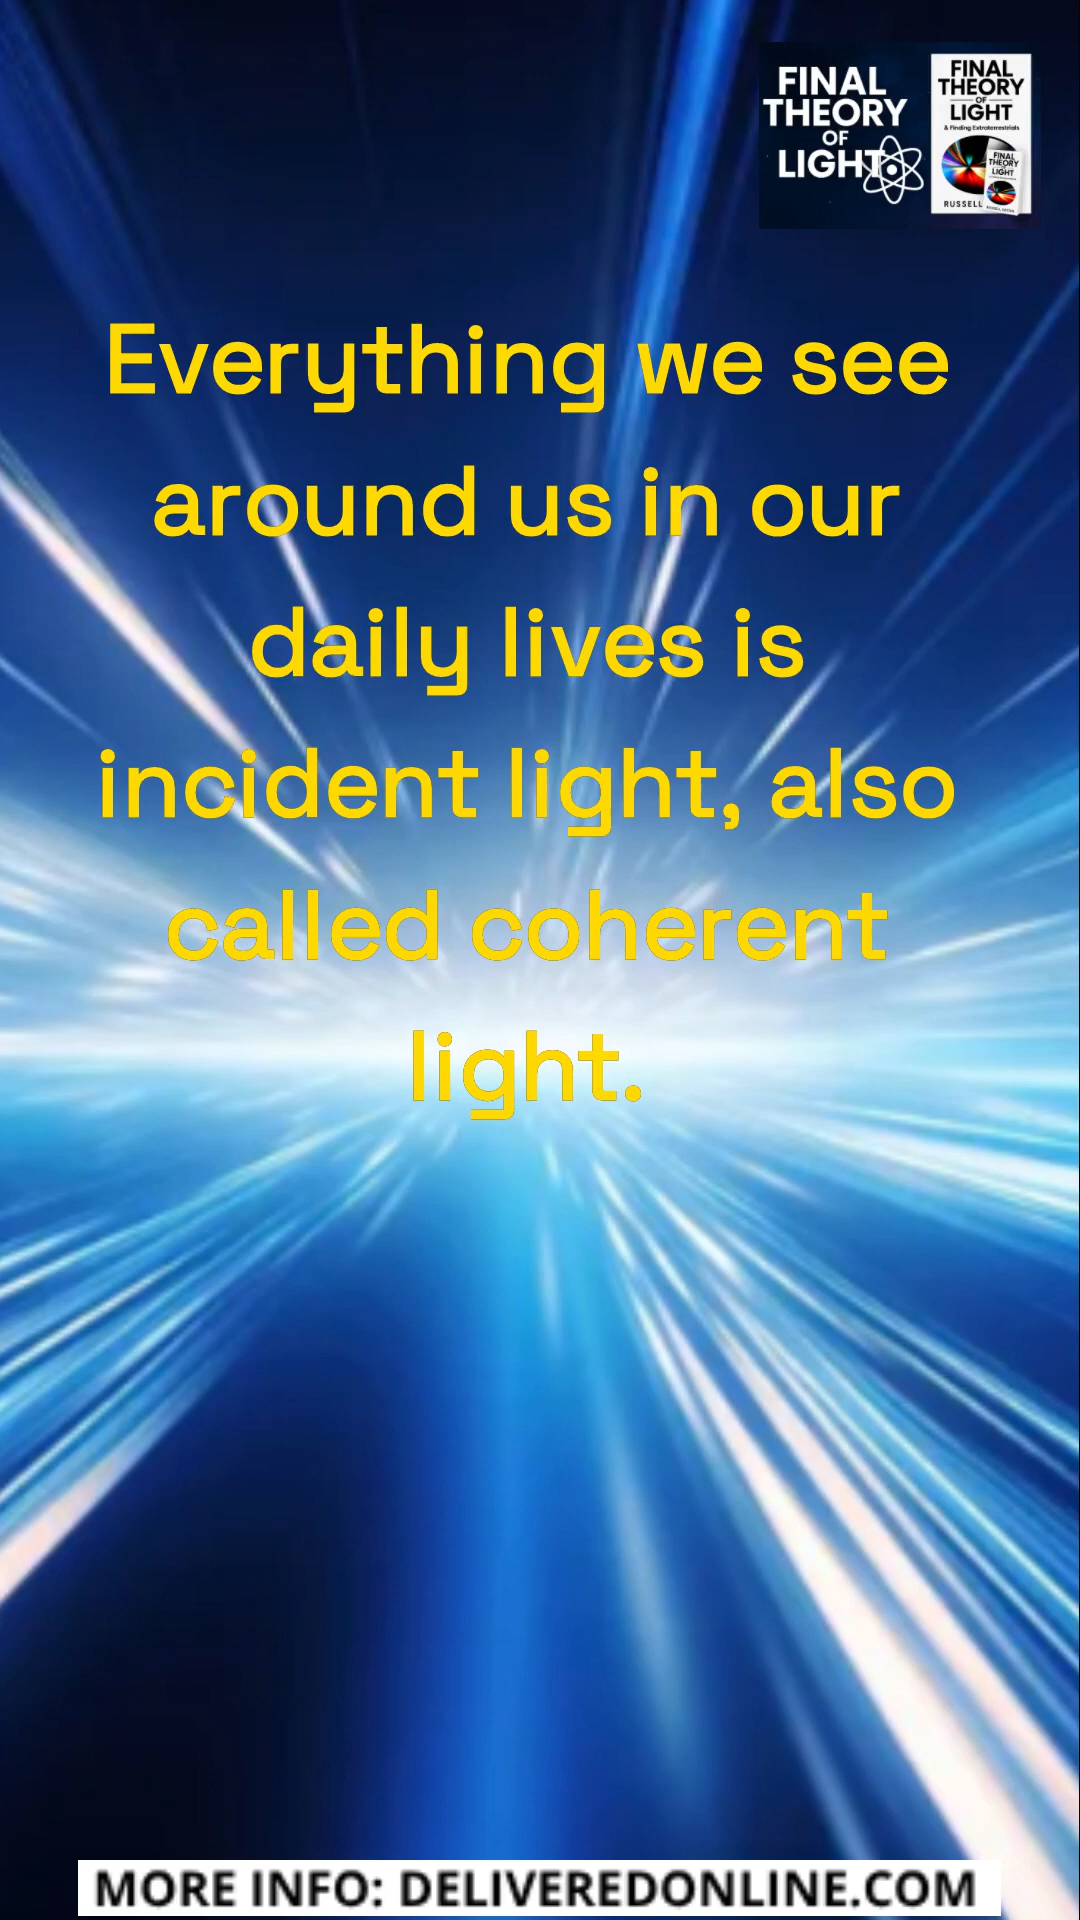 FINAL
THEORY
OF
LIGHT
FINAL
THEORY
OF
LIGHT
& Finding Extraterrestrials
FINAL
THEORY
LIGHT
RUSSELL
Everything we see
around us in our
daily lives is
incident light, also
called coherent
light.
MORE INFO: DELIVEREDONLINE.COM